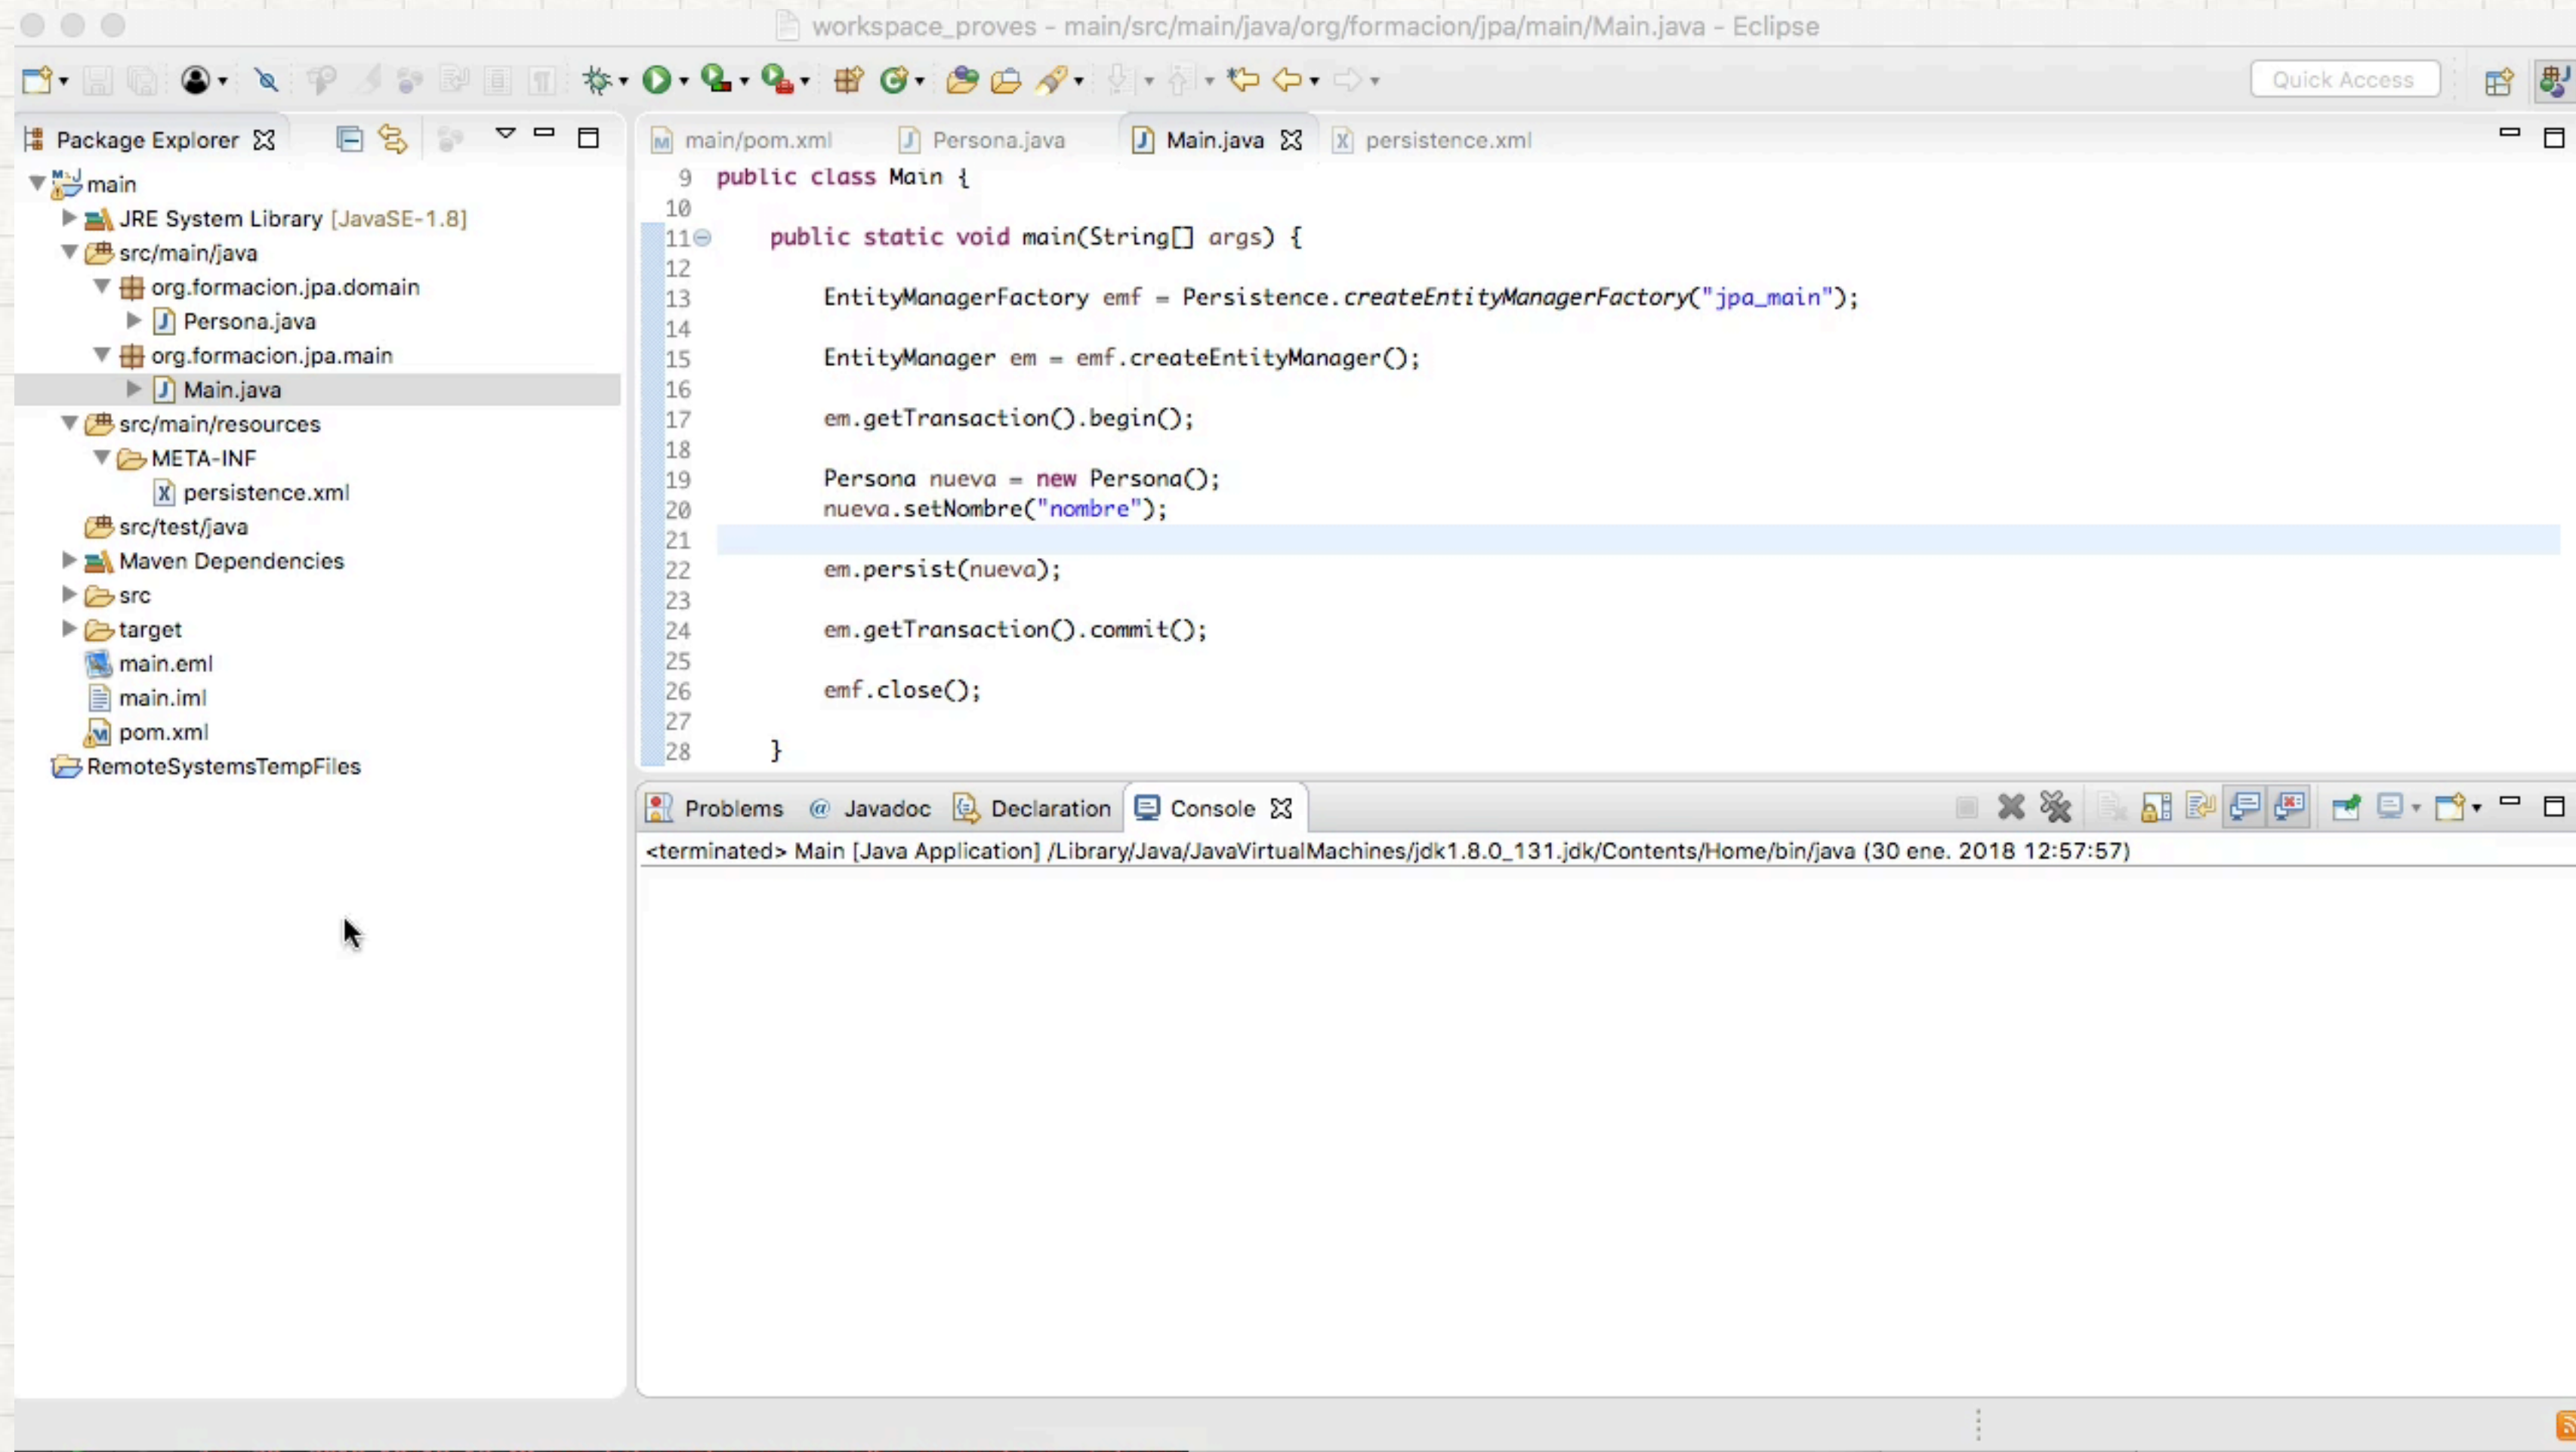 workspace_proves - main/src/main/java/org/formacion/jpa/main/Main.java - Eclipse
Quick Access
Package Explorer
main
JRE System Library [JavaSE-1.8]
src/main/java
org.formacion.jpa.domain
Persona.java
org.formacion.jpa.main
Main.java
src/main/resources
META-INF
persistence.xml
src/test/java
Maven Dependencies
src
target
main.eml
main.iml
pom.xml
RemoteSystemsTempFiles
main/pom.xml Persona.java Main.java persistence.xml
9 public class Main {
10
11 public static void main(String[] args) {
12
13 EntityManagerFactory emf = Persistence.createEntityManagerFactory("jpa_main");
14
15 EntityManager em = emf.createEntityManager();
16
17 em.getTransaction().begin();
18
19 Persona nueva = new Persona();
20 nueva.setNombre("nombre");
21
22 em.persist(nueva);
23
24 em.getTransaction().commit();
25
26 emf.close();
27
28 }
Problems @ Javadoc Declaration Console
<terminated> Main [Java Application] /Library/Java/JavaVirtualMachines/jdk1.8.0_131.jdk/Contents/Home/bin/java (30 ene. 2018 12:57:57)